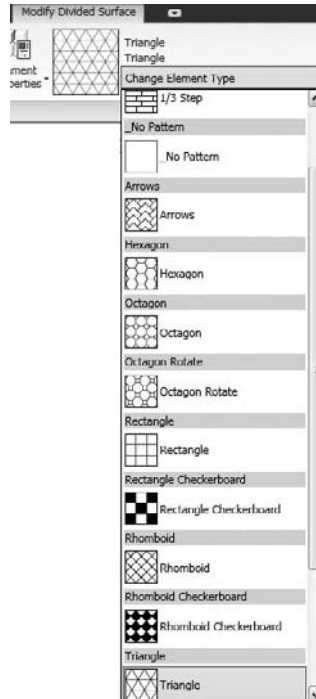 Modify Divided Surface
ment
perties
Triangle
Triangle
Change Element Type
1/3 Step
_No Pattern
_No Pattern
Arrows
Arrows
Hexagon
Hexagon
Octagon
Octagon
Octagon Rotate
Octagon Rotate
Rectangle
Rectangle
Rectangle Checkerboard
Rectangle Checkerboard
Rhomboid
Rhomboid
Rhomboid Checkerboard
Rhomboid Checkerboard
Triangle
Triangle